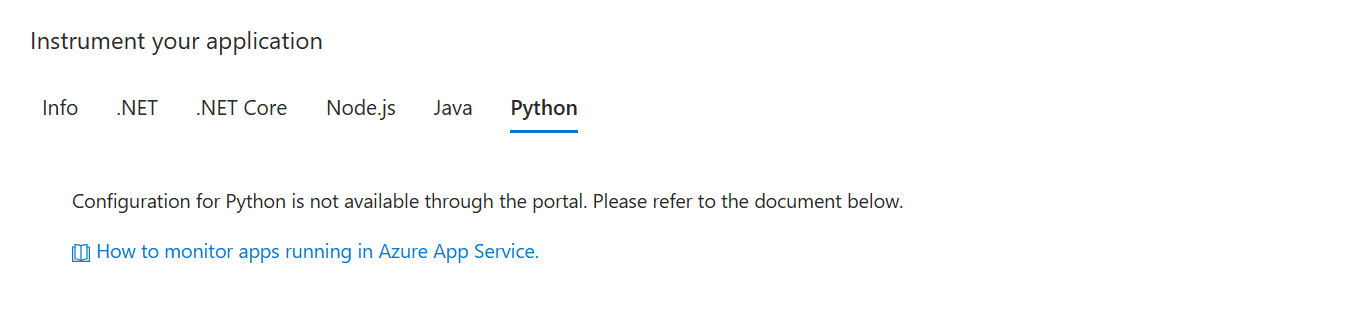 Instrument your application
Info .NET .NET Core Node.js Java Python
Configuration for Python is not available through the portal. Please refer to the document below.
How to monitor apps running in Azure App Service.